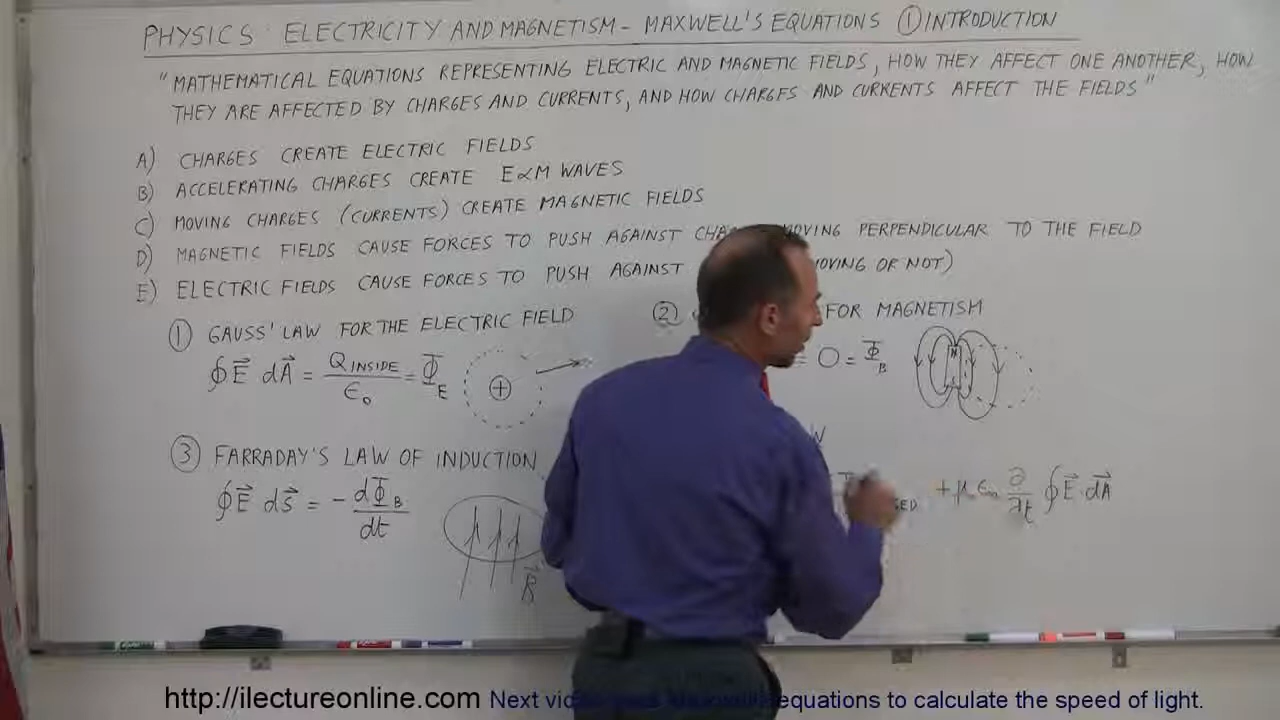 PHYSICS: ELECTRICITY AND MAGNETISM - MAXWELL'S EQUATIONS ① INTRODUCTION
"MATHEMATICAL EQUATIONS REPRESENTING ELECTRIC AND MAGNETIC FIELDS, HOW THEY AFFECT ONE ANOTHER, HOW
THEY ARE AFFECTED BY CHARGES AND CURRENTS, AND HOW CHARGES AND CURRENTS AFFECT THE FIELDS"
A) CHARGES CREATE ELECTRIC FIELDS
B) ACCELERATING CHARGES CREATE E∝M WAVES
C) MOVING CHARGES (CURRENTS) CREATE MAGNETIC FIELDS
D) MAGNETIC FIELDS CAUSE FORCES TO PUSH AGAINST MOVING PERPENDICULAR TO THE FIELD
E) ELECTRIC FIELDS CAUSE FORCES TO PUSH AGAINST OR NOT)
① GAUSS' LAW FOR THE ELECTRIC FIELD
∮E⃗ dA⃗ = Q INSIDE / ε₀ = Φ_E
+
② FOR MAGNETISM
= 0 = Φ_B
③ FARRADAY'S LAW OF INDUCTION
∮E⃗ ds⃗ = - dΦ_B / dt
B⃗
+ μ₀ε₀ ∂/∂t ∮E⃗·dA⃗
http://ilectureonline.com Next equations to calculate the speed of light.